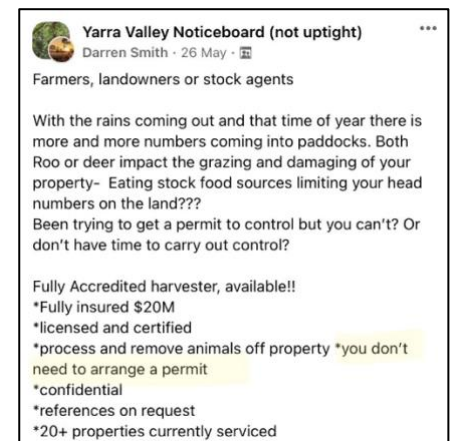 Yarra Valley Noticeboard (not uptight)
Darren Smith · 26 May ·
Farmers, landowners or stock agents
With the rains coming out and that time of year there is
more and more numbers coming into paddocks. Both
Roo or deer impact the grazing and damaging of your
property- Eating stock food sources limiting your head
numbers on the land???
Been trying to get a permit to control but you can't? Or
don't have time to carry out control?
Fully Accredited harvester, available!!
*Fully insured $20M
*licensed and certified
*process and remove animals off property *you don't
need to arrange a permit
*confidential
*references on request
*20+ properties currently serviced